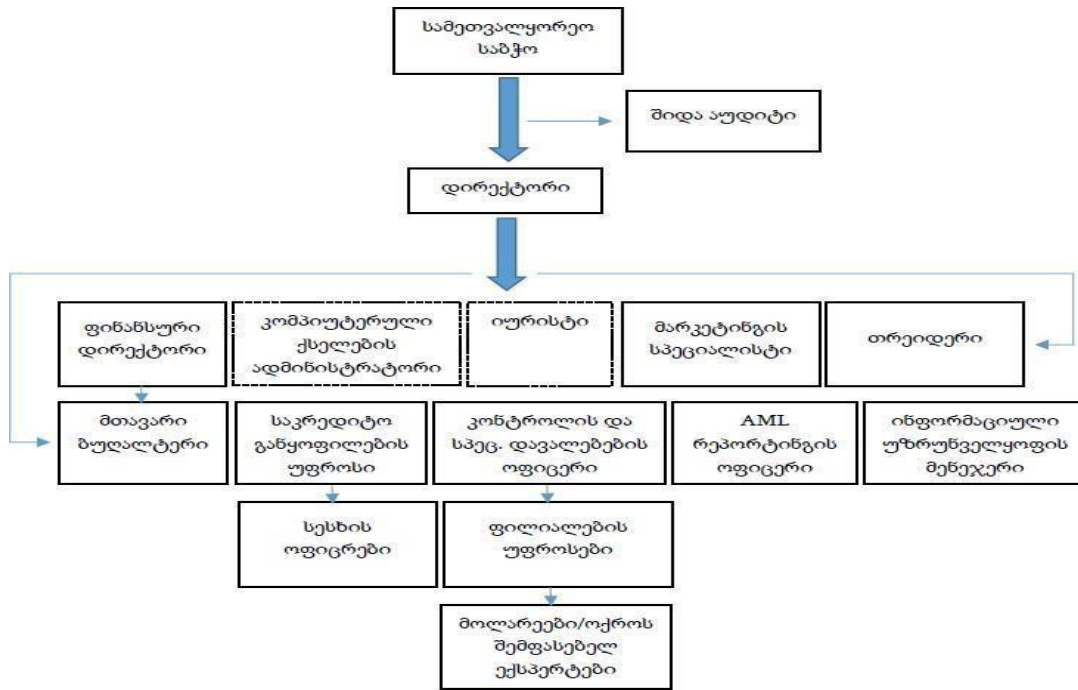 სამეთვალყურეო
საბჭო
შიდა აუდიტი
დირექტორი
ფინანსური
დირექტორი
კომპიუტერული
ქსელების
ადმინისტრატორი
იურისტი
მარკეტინგის
სპეციალისტი
თრეიდერი
მთავარი
ბუღალტერი
საკრედიტო
განყოფილების
უფროსი
კონტროლის და
სპეც. დავალებების
ოფიცერი
AML
რეპორტინგის
ოფიცერი
ინფორმაციული
უზრუნველყოფის
მენეჯერი
სესხის
ოფიცრები
ფილიალების
უფროსები
მოლარეები/ოქროს
შემფასებელ
ექსპერტები